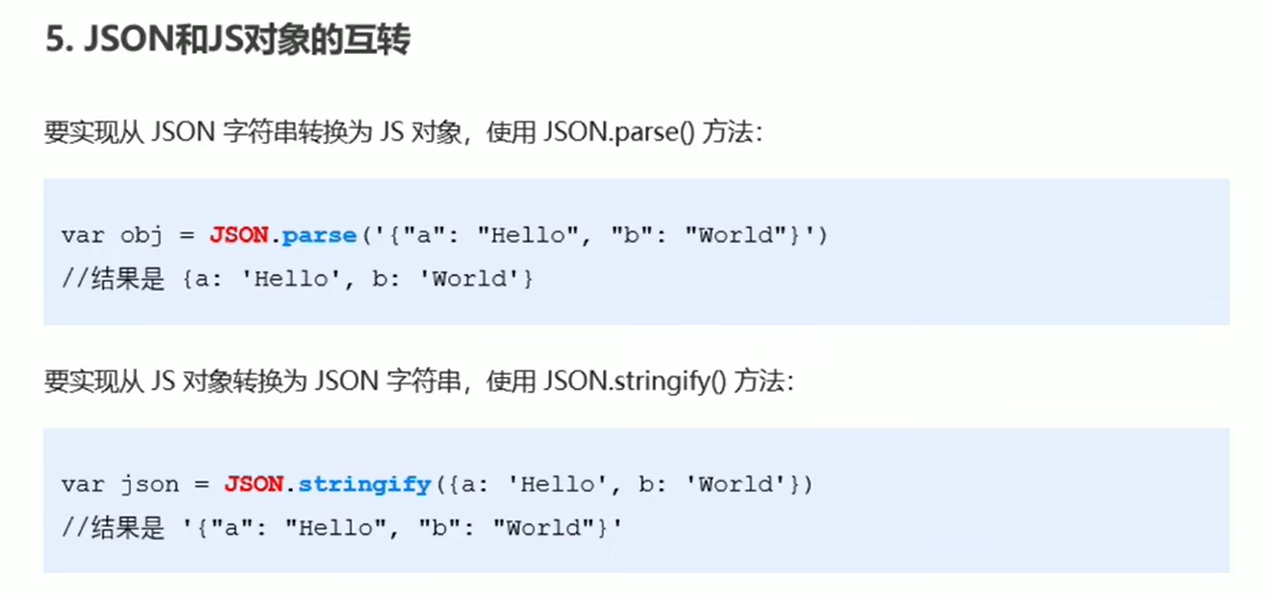 5. JSON和JS对象的互转
要实现从 JSON 字符串转换为 JS 对象，使用 JSON.parse() 方法：
var obj = JSON.parse('{"a": "Hello", "b": "World"}')
//结果是 {a: 'Hello', b: 'World'}
要实现从 JS 对象转换为 JSON 字符串，使用 JSON.stringify() 方法：
var json = JSON.stringify({a: 'Hello', b: 'World'})
//结果是 '{"a": "Hello", "b": "World"}'